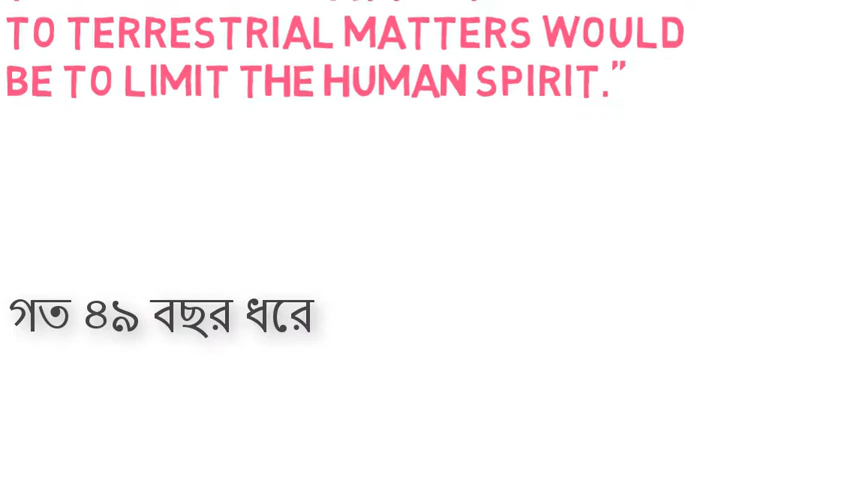 TO TERRESTRIAL MATTERS WOULD
BE TO LIMIT THE HUMAN SPIRIT.”
গত ৪৯ বছর ধরে